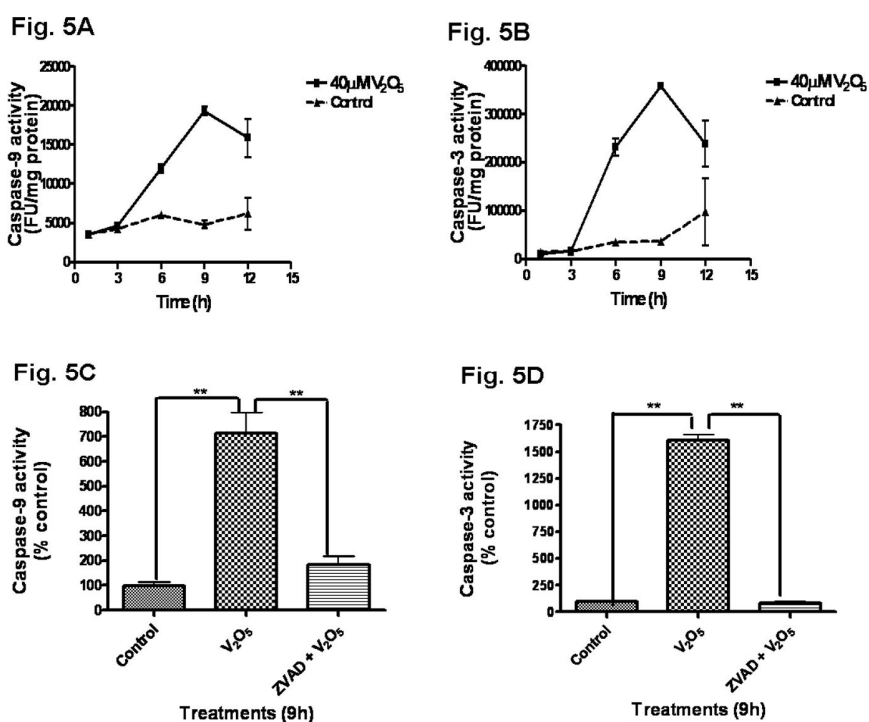 Fig. 5A
Caspase-9 activity
(FU/mg protein)
25000
20000
15000
10000
5000
0
0 3 6 9 12 15
Time (h)
40µM V₂O₅
Control
Fig. 5B
Caspase-3 activity
(FU/mg protein)
400000
300000
200000
100000
0
0 3 6 9 12 15
Time (h)
40µM V₂O₅
Control
Fig. 5C
Caspase-9 activity
(% control)
800
700
600
500
400
300
200
100
0
** **
Control
V₂O₅
ZVAD + V₂O₅
Treatments (9h)
Fig. 5D
Caspase-3 activity
(% control)
1750
1500
1250
1000
750
500
250
0
** **
Control
V₂O₅
ZVAD + V₂O₅
Treatments (9h)